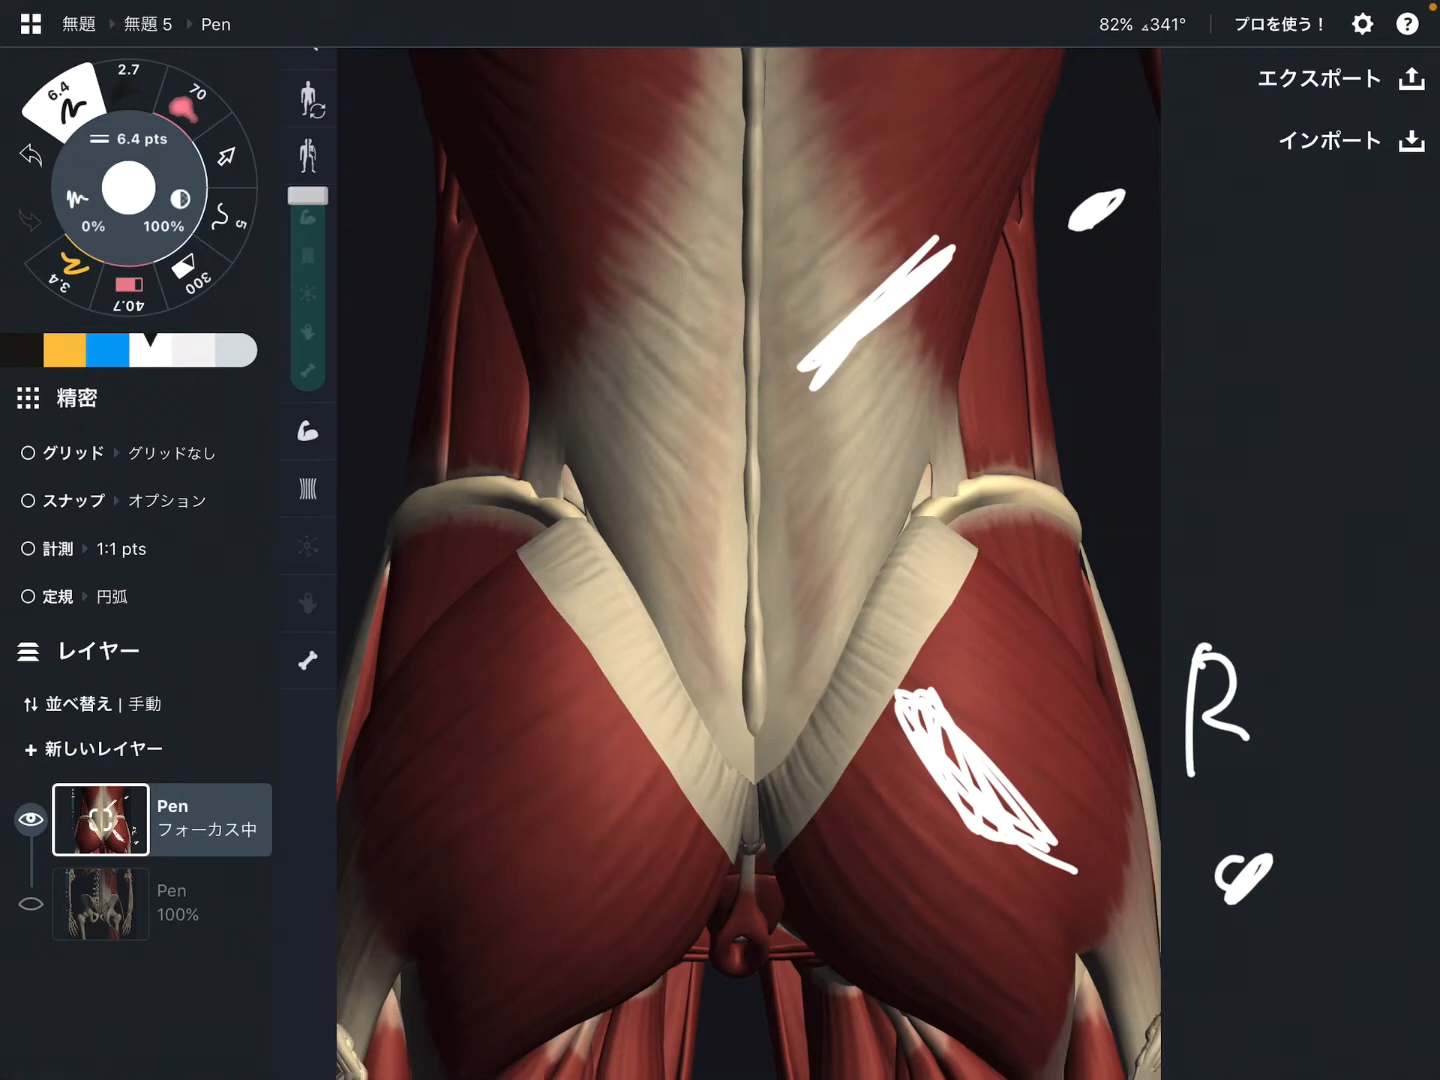 無題 無題 5 Pen
82% ⊿341°
プロを使う！
エクスポート
インポート
6.4
2.7
70
5
300
40.7
3.4
6.4 pts
0%
100%
精密
グリッド グリッドなし
スナップ オプション
計測 1:1 pts
定規 円弧
レイヤー
並べ替え | 手動
+ 新しいレイヤー
Pen
フォーカス中
Pen
100%
R